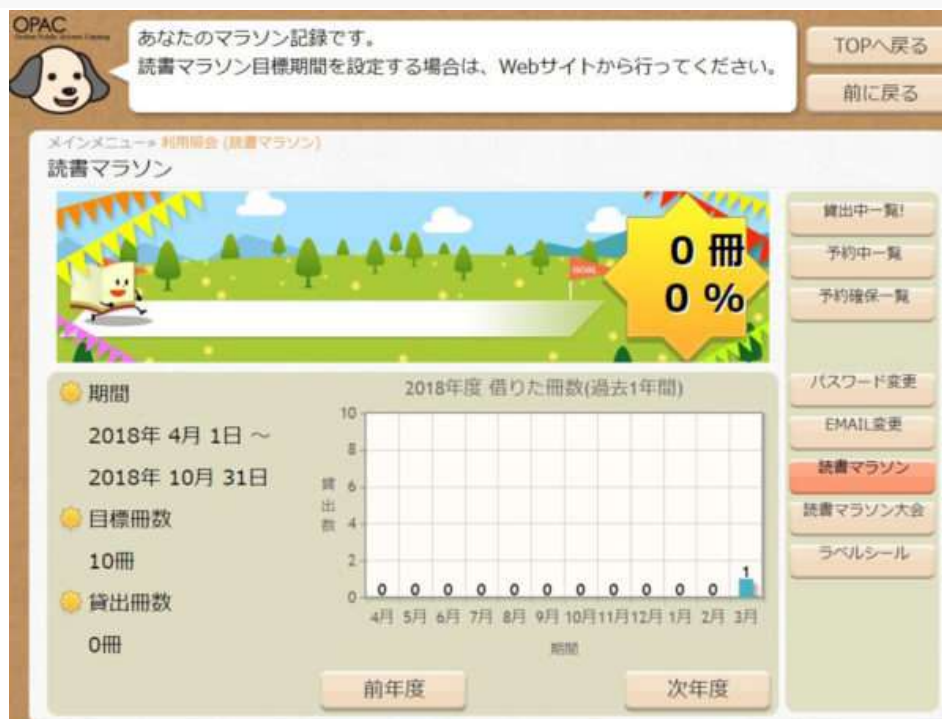 OPAC
あなたのマラソン記録です。
読書マラソン目標期間を設定する場合は、Webサイトから行ってください。
TOPへ戻る
前に戻る
メインメニュー» 利用照会 (読書マラソン)
読書マラソン
0 冊
0 %
GOAL
貸出中一覧!
予約中一覧
予約確保一覧
パスワード変更
EMAIL変更
読書マラソン
読書マラソン大会
ラベルシール
期間
2018年 4月 1日 ～
2018年 10月 31日
目標冊数
10冊
貸出冊数
0冊
2018年度 借りた冊数(過去1年間)
貸出数
10
8
6
4
2
0
0 0 0 0 0 0 0 0 0 0 0 1
4月 5月 6月 7月 8月 9月 10月 11月 12月 1月 2月 3月
期間
前年度
次年度